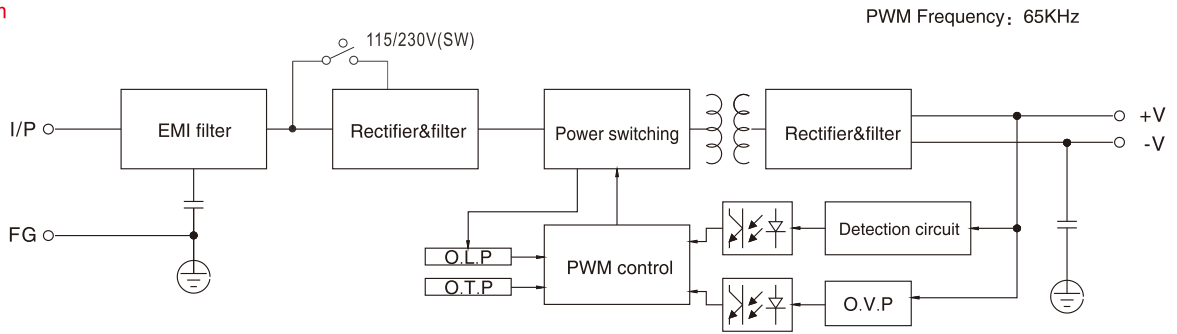 PWM Frequency：65KHz
115/230V(SW)
I/P
EMI filter
Rectifier&filter
Power switching
Rectifier&filter
+V
-V
FG
O.L.P
O.T.P
PWM control
Detection circuit
O.V.P